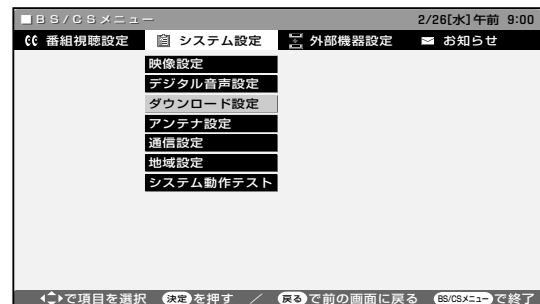 BS/CSメニュー 2/26[水]午前 9:00
番組視聴設定 システム設定 外部機器設定 お知らせ
映像設定
デジタル音声設定
ダウンロード設定
アンテナ設定
通信設定
地域設定
システム動作テスト
で項目を選択 決定を押す / 戻るで前の画面に戻る BS/CSメニューで終了